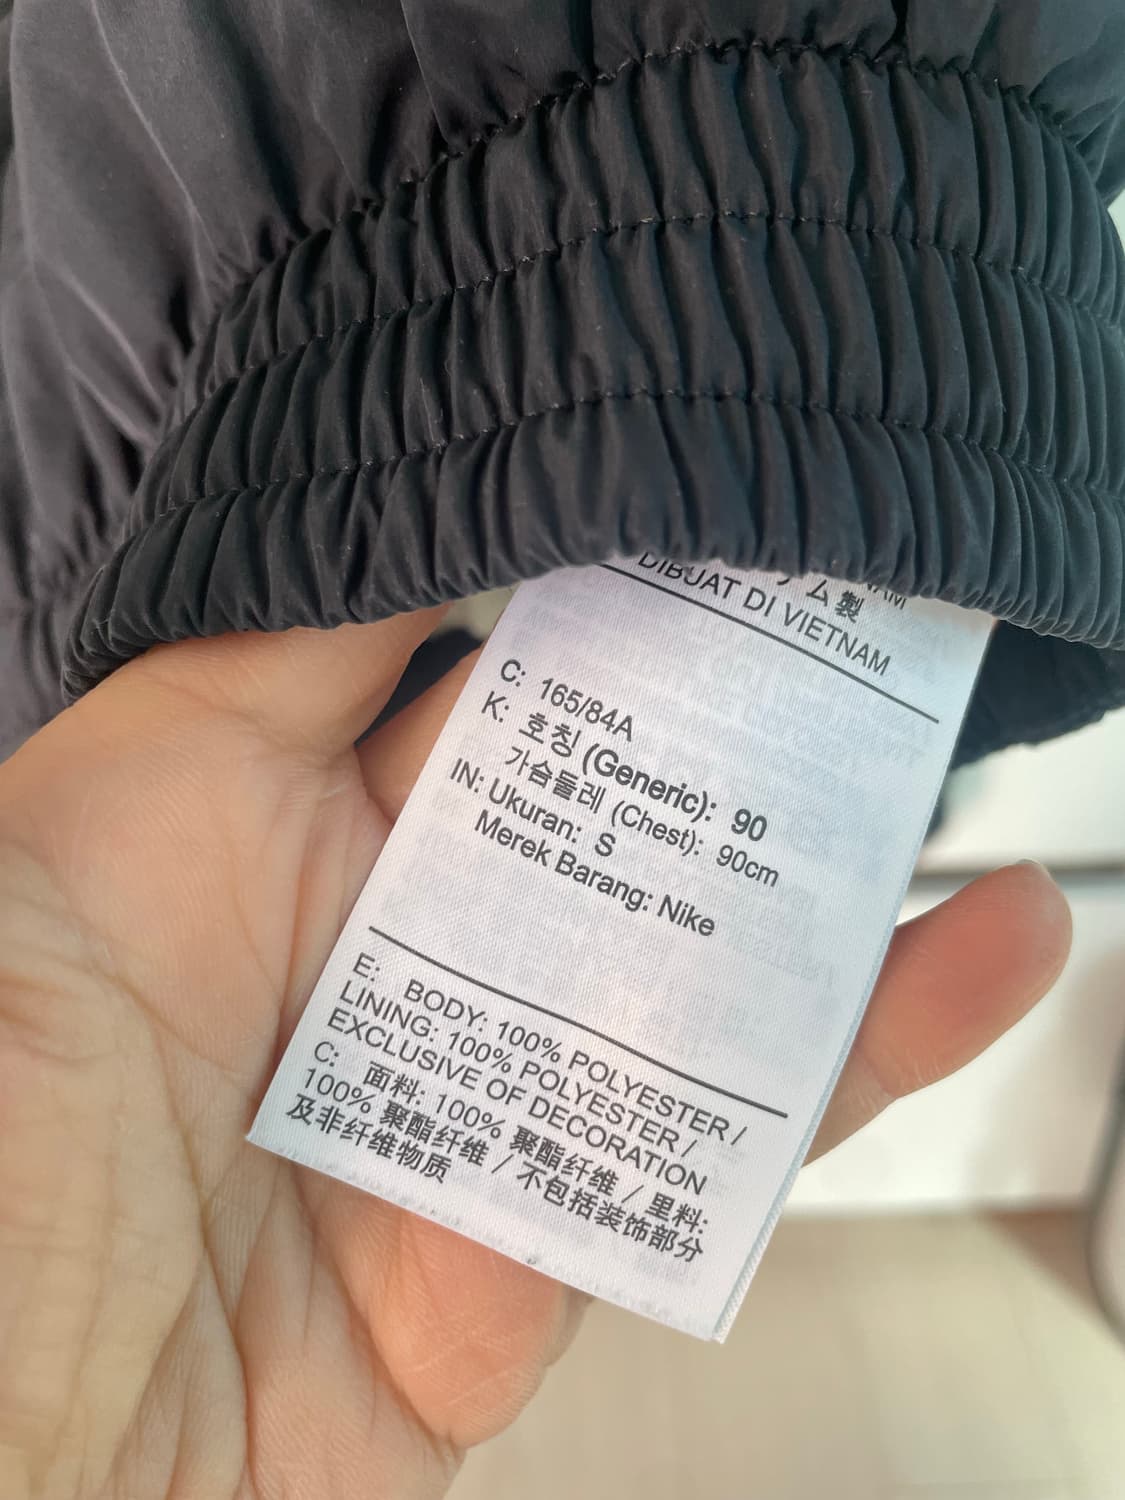 ム製
DIBUAT DI VIETNAM
C: 165/84A
K: 호칭 (Generic): 90
가슴둘레 (Chest): 90cm
IN: Ukuran: S
Merek Barang: Nike
E: BODY: 100% POLYESTER /
LINING: 100% POLYESTER /
EXCLUSIVE OF DECORATION
C: 面料: 100% 聚酯纤维 / 里料:
100% 聚酯纤维 / 不包括装饰部分
及非纤维物质